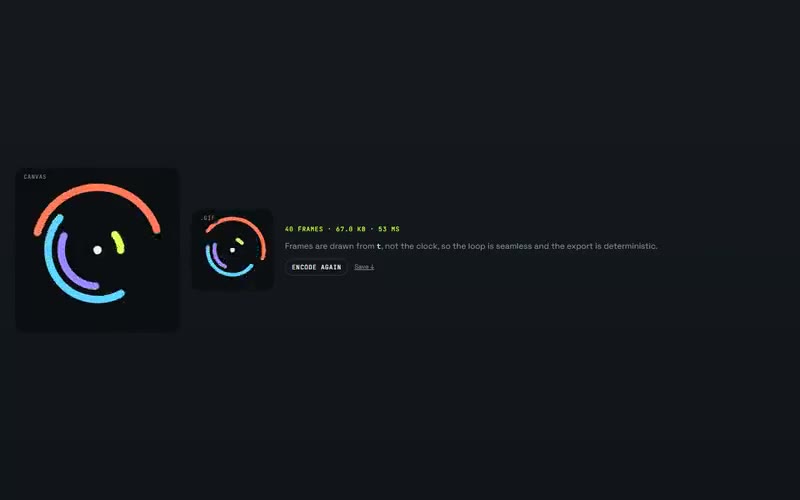 CANVAS
.GIF
40 FRAMES · 67.0 KB · 53 MS
Frames are drawn from t, not the clock, so the loop is seamless and the export is deterministic.
ENCODE AGAIN
Save ↓